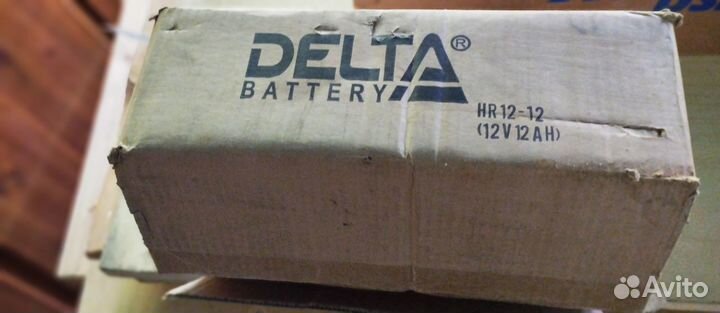 DELTA®
BATTERY
HR 12-12
(12V 12AH)
Avito